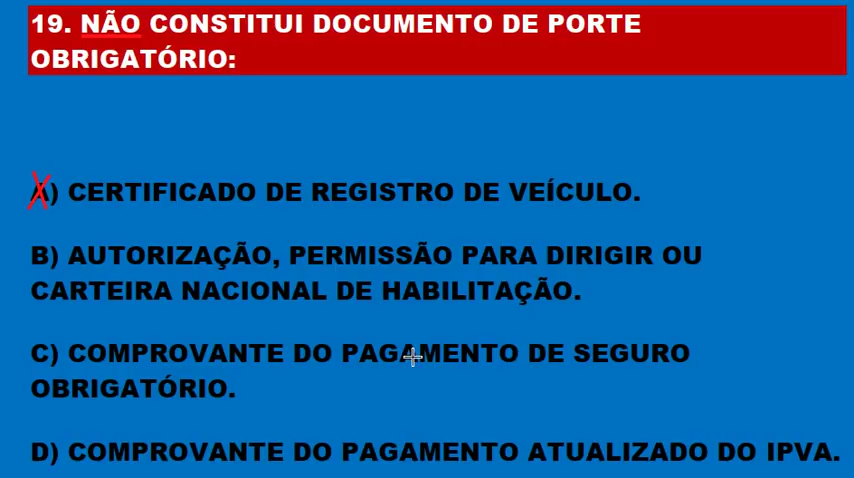 19. NÃO CONSTITUI DOCUMENTO DE PORTE
OBRIGATÓRIO:
A) CERTIFICADO DE REGISTRO DE VEÍCULO.
B) AUTORIZAÇÃO, PERMISSÃO PARA DIRIGIR OU
CARTEIRA NACIONAL DE HABILITAÇÃO.
C) COMPROVANTE DO PAGAMENTO DE SEGURO
OBRIGATÓRIO.
D) COMPROVANTE DO PAGAMENTO ATUALIZADO DO IPVA.